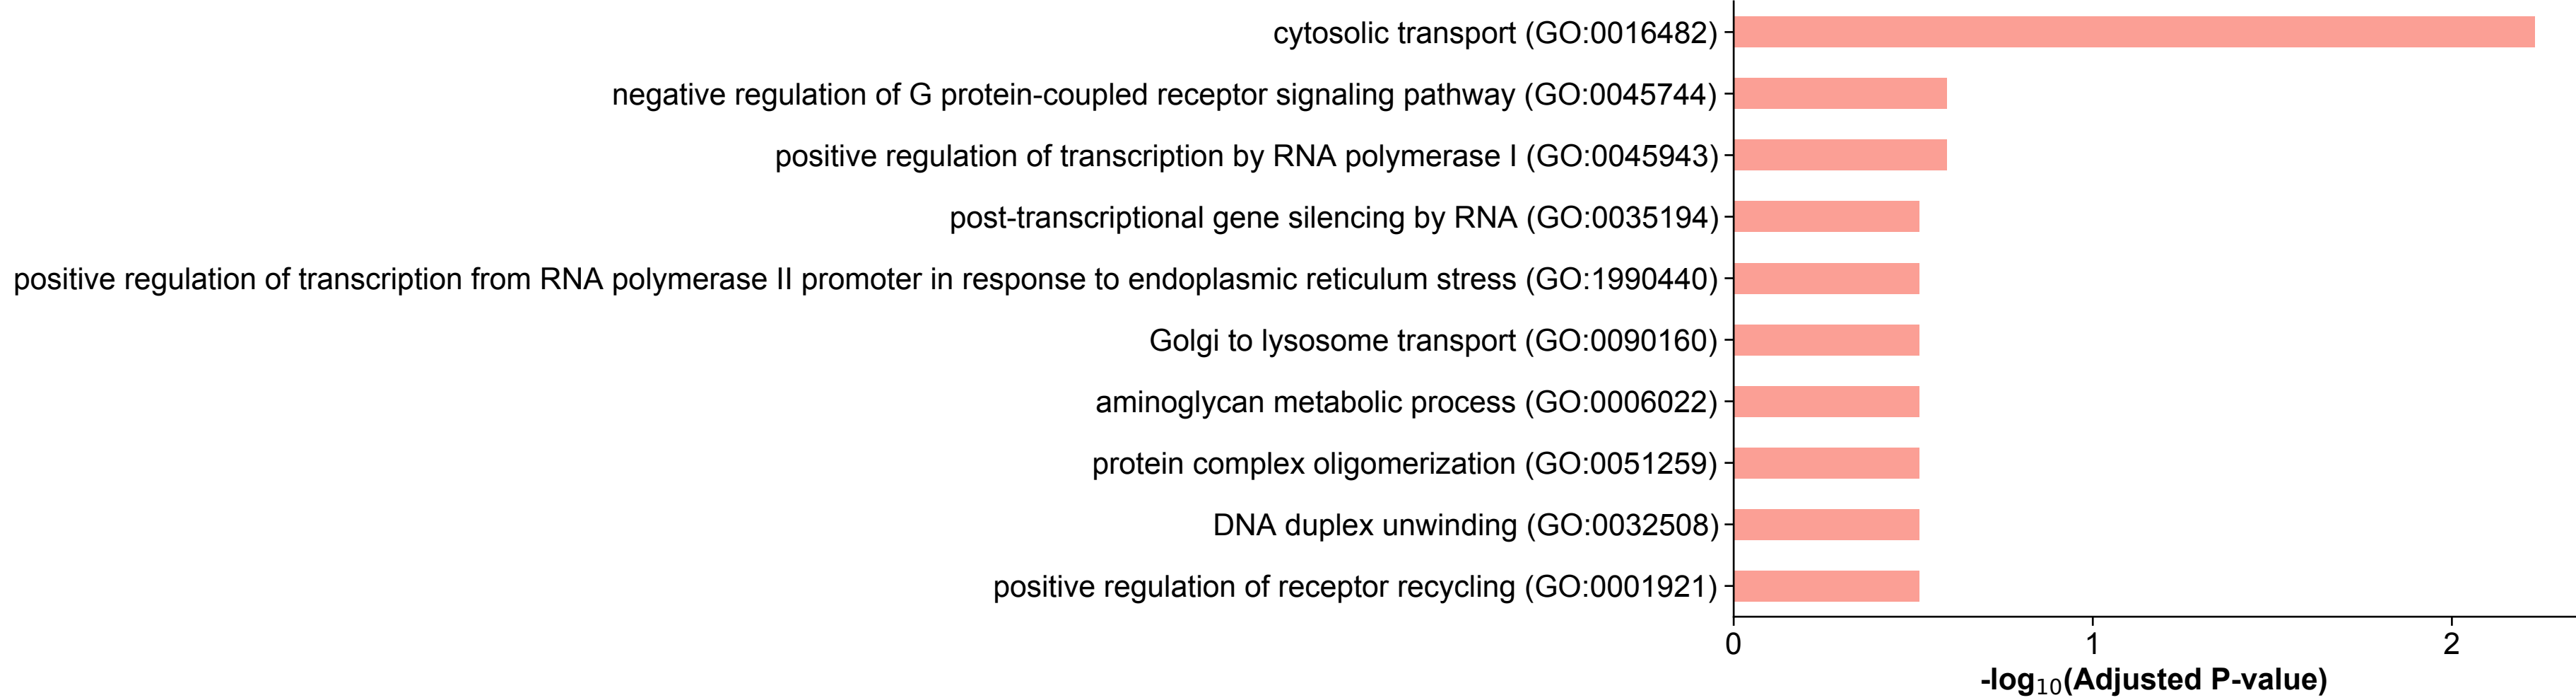 cytosolic transport (GO:0016482)
negative regulation of G protein-coupled receptor signaling pathway (GO:0045744)
positive regulation of transcription by RNA polymerase I (GO:0045943)
post-transcriptional gene silencing by RNA (GO:0035194)
positive regulation of transcription from RNA polymerase II promoter in response to endoplasmic reticulum stress (GO:1990440)
Golgi to lysosome transport (GO:0090160)
aminoglycan metabolic process (GO:0006022)
protein complex oligomerization (GO:0051259)
DNA duplex unwinding (GO:0032508)
positive regulation of receptor recycling (GO:0001921)
0 1 2
-log₁₀(Adjusted P-value)